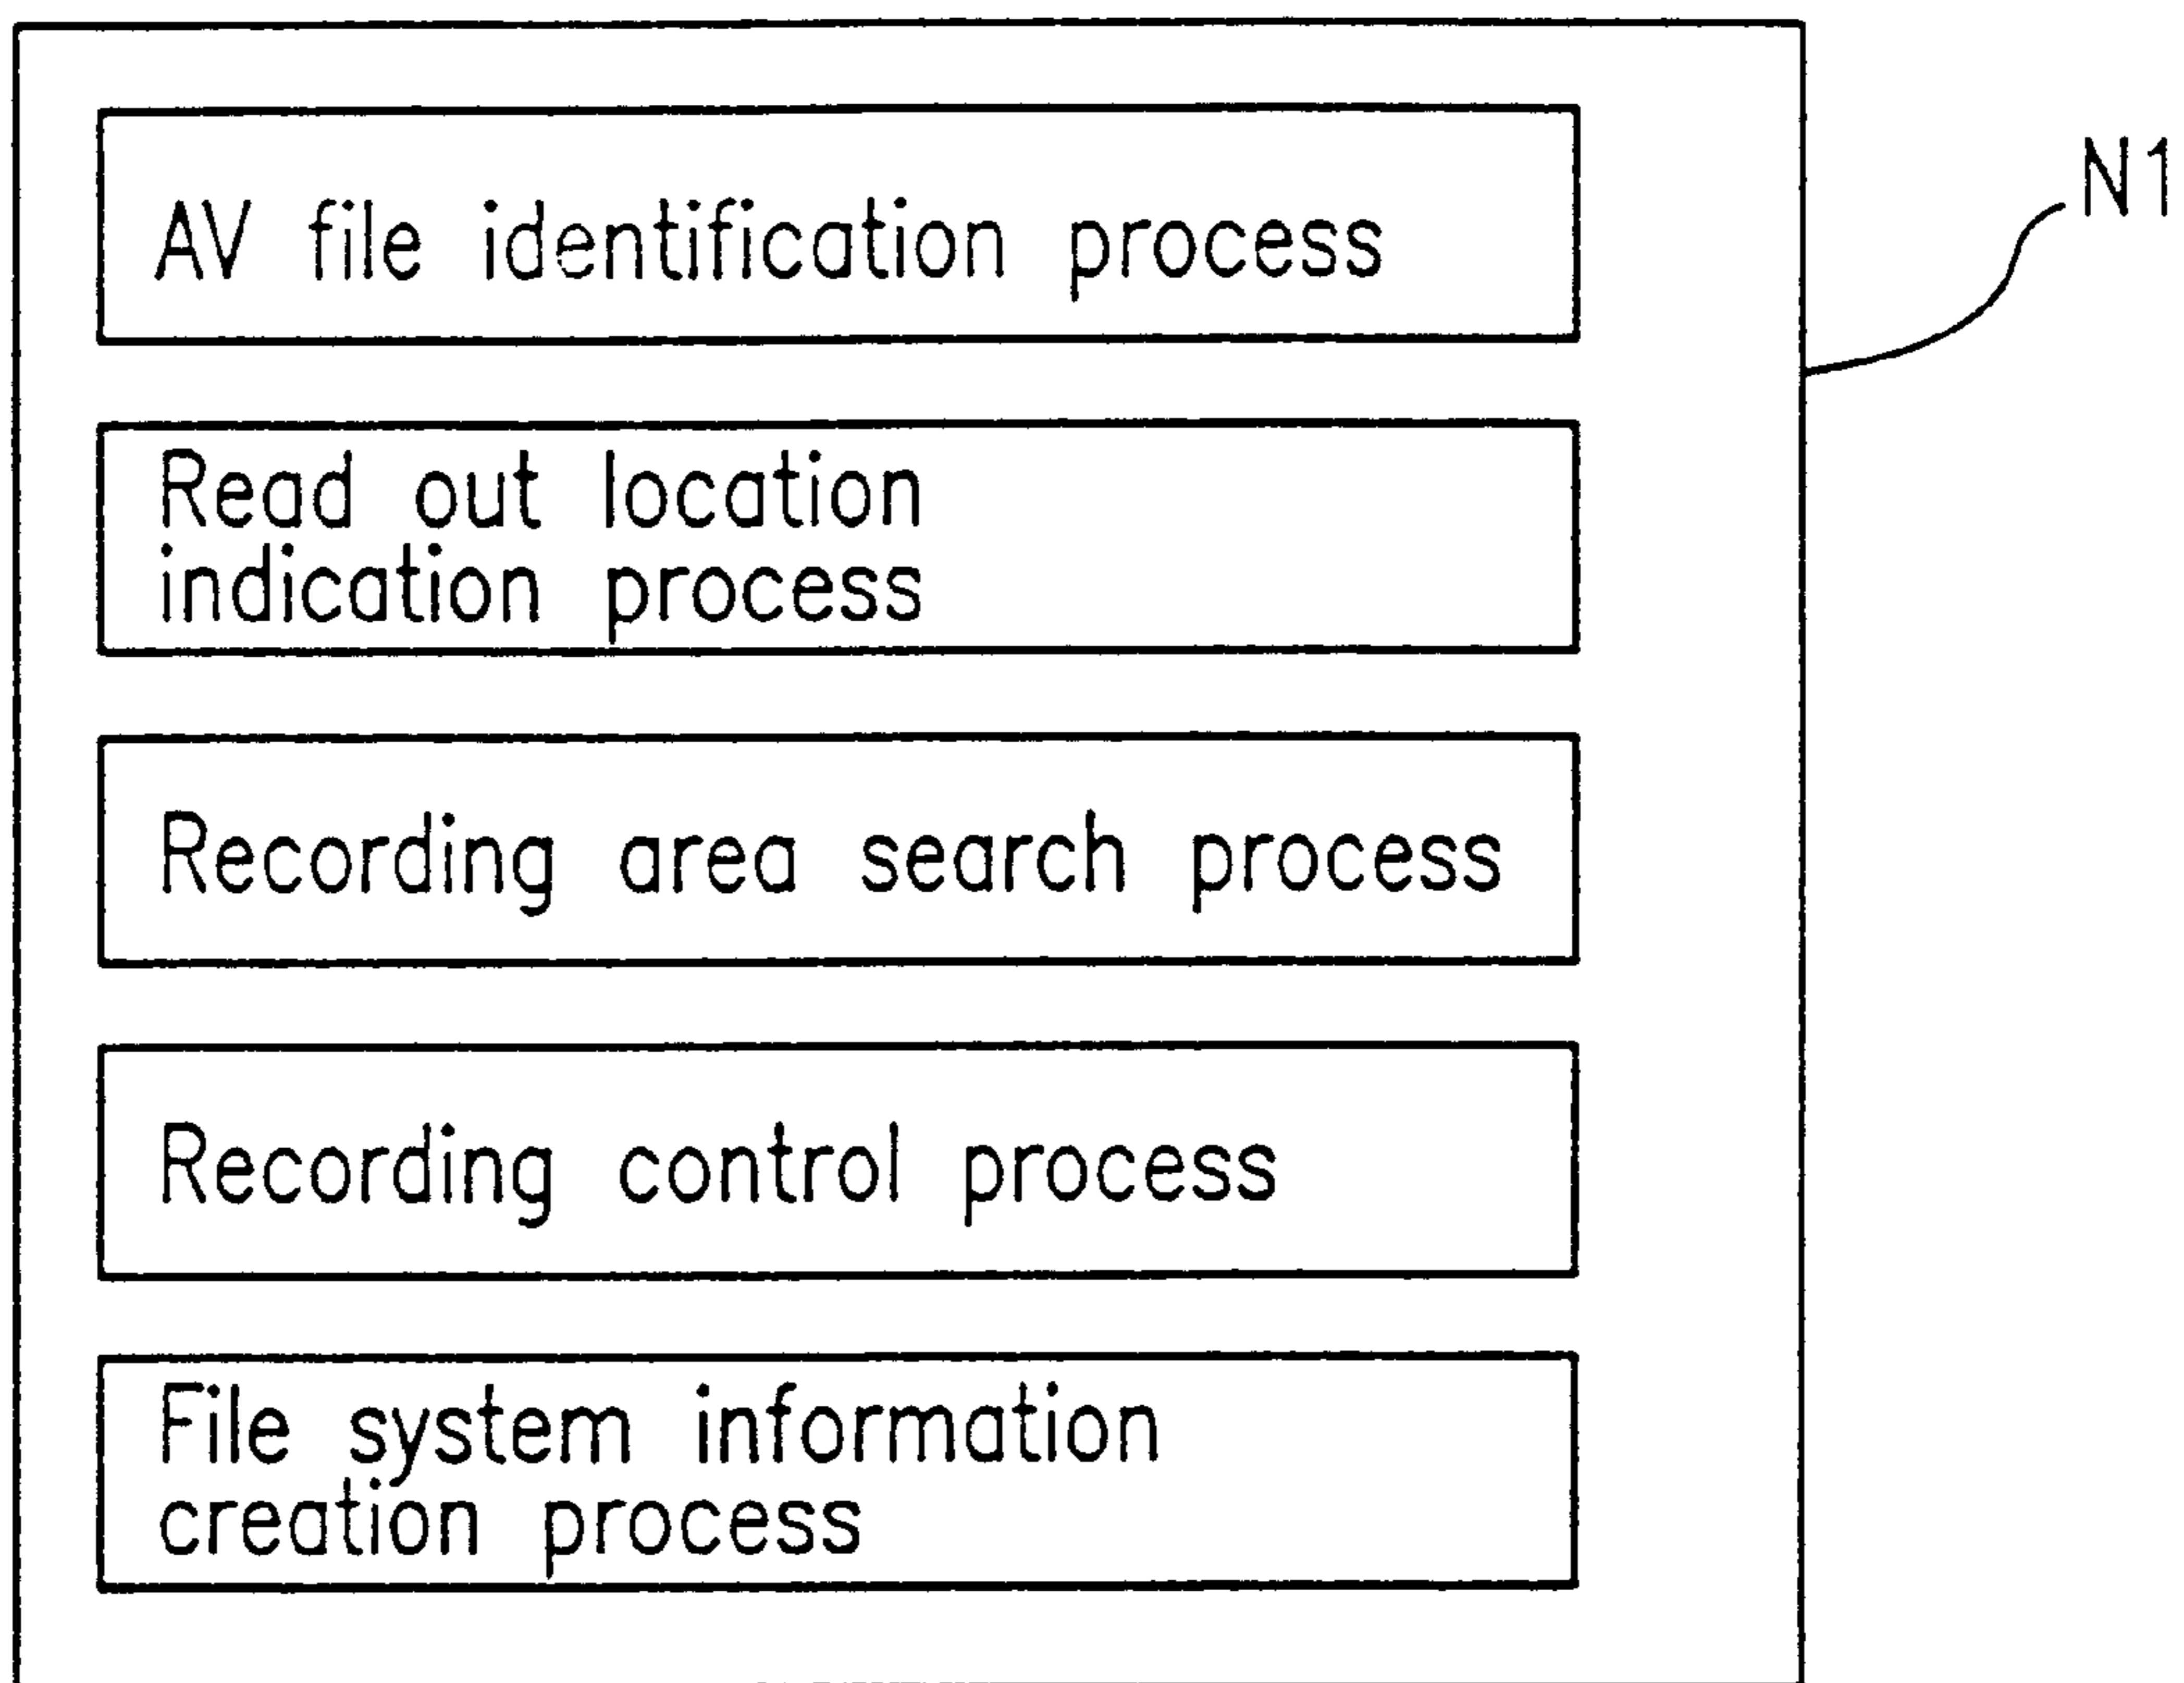 AV file identification process
N1
Read out location
indication process
Recording area search process
Recording control process
File system information
creation process